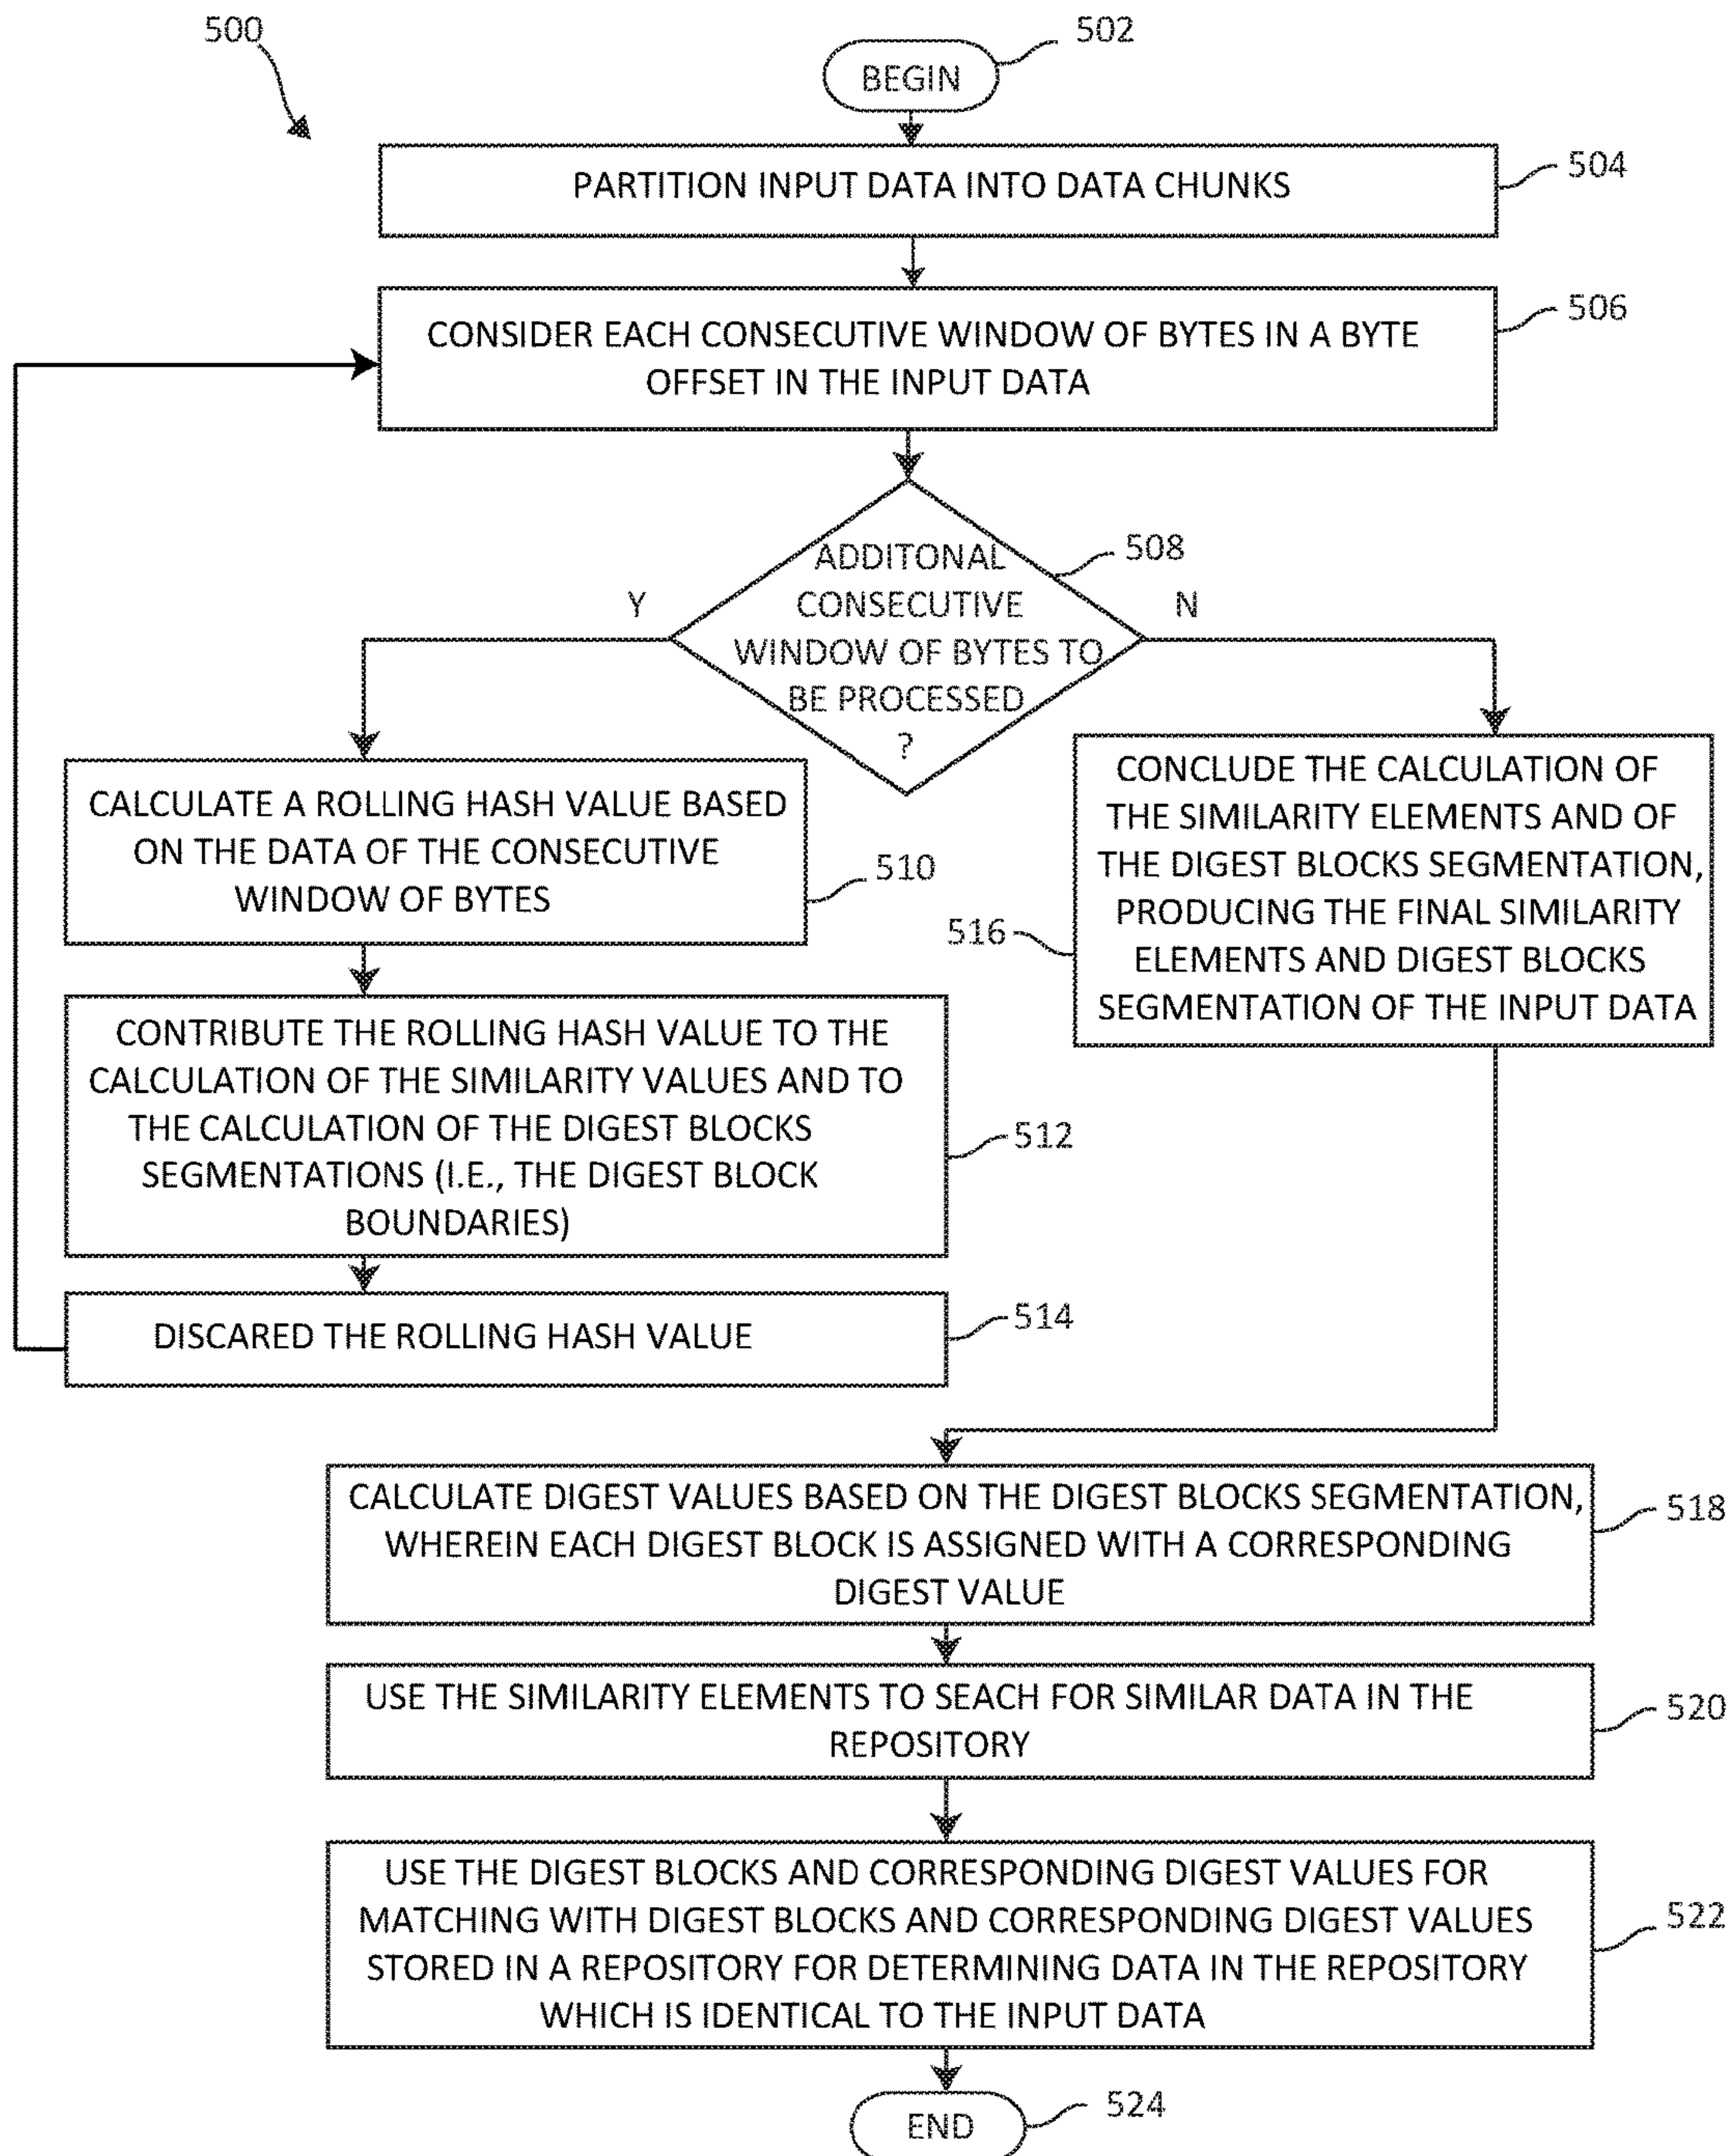 500
502
BEGIN
PARTITION INPUT DATA INTO DATA CHUNKS
504
CONSIDER EACH CONSECUTIVE WINDOW OF BYTES IN A BYTE
OFFSET IN THE INPUT DATA
506
ADDITONAL
CONSECUTIVE
WINDOW OF BYTES TO
BE PROCESSED
?
508
Y
N
CALCULATE A ROLLING HASH VALUE BASED
ON THE DATA OF THE CONSECUTIVE
WINDOW OF BYTES
510
CONTRIBUTE THE ROLLING HASH VALUE TO THE
CALCULATION OF THE SIMILARITY VALUES AND TO
THE CALCULATION OF THE DIGEST BLOCKS
SEGMENTATIONS (I.E., THE DIGEST BLOCK
BOUNDARIES)
512
DISCARED THE ROLLING HASH VALUE
514
CONCLUDE THE CALCULATION OF
THE SIMILARITY ELEMENTS AND OF
THE DIGEST BLOCKS SEGMENTATION,
PRODUCING THE FINAL SIMILARITY
ELEMENTS AND DIGEST BLOCKS
SEGMENTATION OF THE INPUT DATA
516
CALCULATE DIGEST VALUES BASED ON THE DIGEST BLOCKS SEGMENTATION,
WHEREIN EACH DIGEST BLOCK IS ASSIGNED WITH A CORRESPONDING
DIGEST VALUE
518
USE THE SIMILARITY ELEMENTS TO SEACH FOR SIMILAR DATA IN THE
REPOSITORY
520
USE THE DIGEST BLOCKS AND CORRESPONDING DIGEST VALUES FOR
MATCHING WITH DIGEST BLOCKS AND CORRESPONDING DIGEST VALUES
STORED IN A REPOSITORY FOR DETERMINING DATA IN THE REPOSITORY
WHICH IS IDENTICAL TO THE INPUT DATA
522
END
524